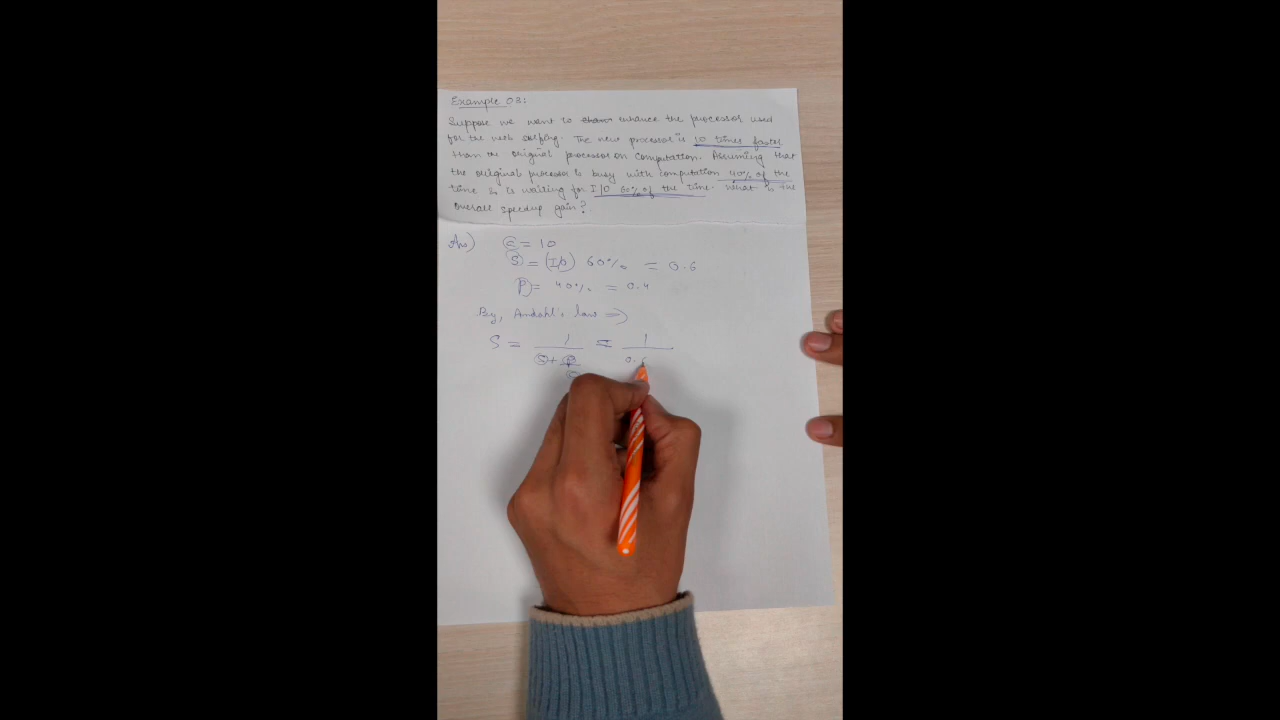 Example 03:
Suppose we want to enhance the processor used
for the web surfing. The new processor is 10 times faster
than the original processor on computation. Assuming that
the original processor is busy with computation 40% of the
time & is waiting for I/O 60% of the time. What is the
overall speedup gain?
Ans) = 10
S = (I/O) 60% = 0.6
P = 40% = 0.4
By, Amdahl's law =>
S = 1 / S + P = 1 / 0.6